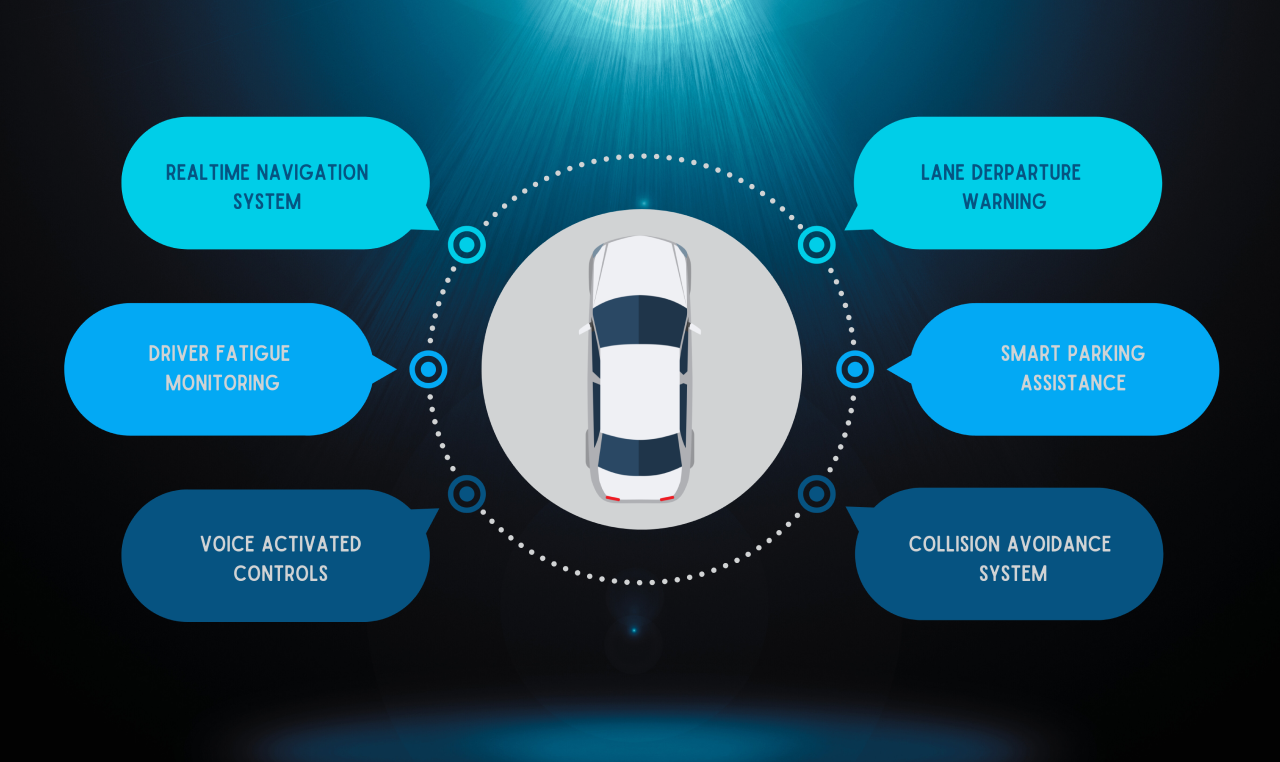 REALTIME NAVIGATION
SYSTEM
LANE DERPARTURE
WARNING
DRIVER FATIGUE
MONITORING
SMART PARKING
ASSISTANCE
VOICE ACTIVATED
CONTROLS
COLLISION AVOIDANCE
SYSTEM